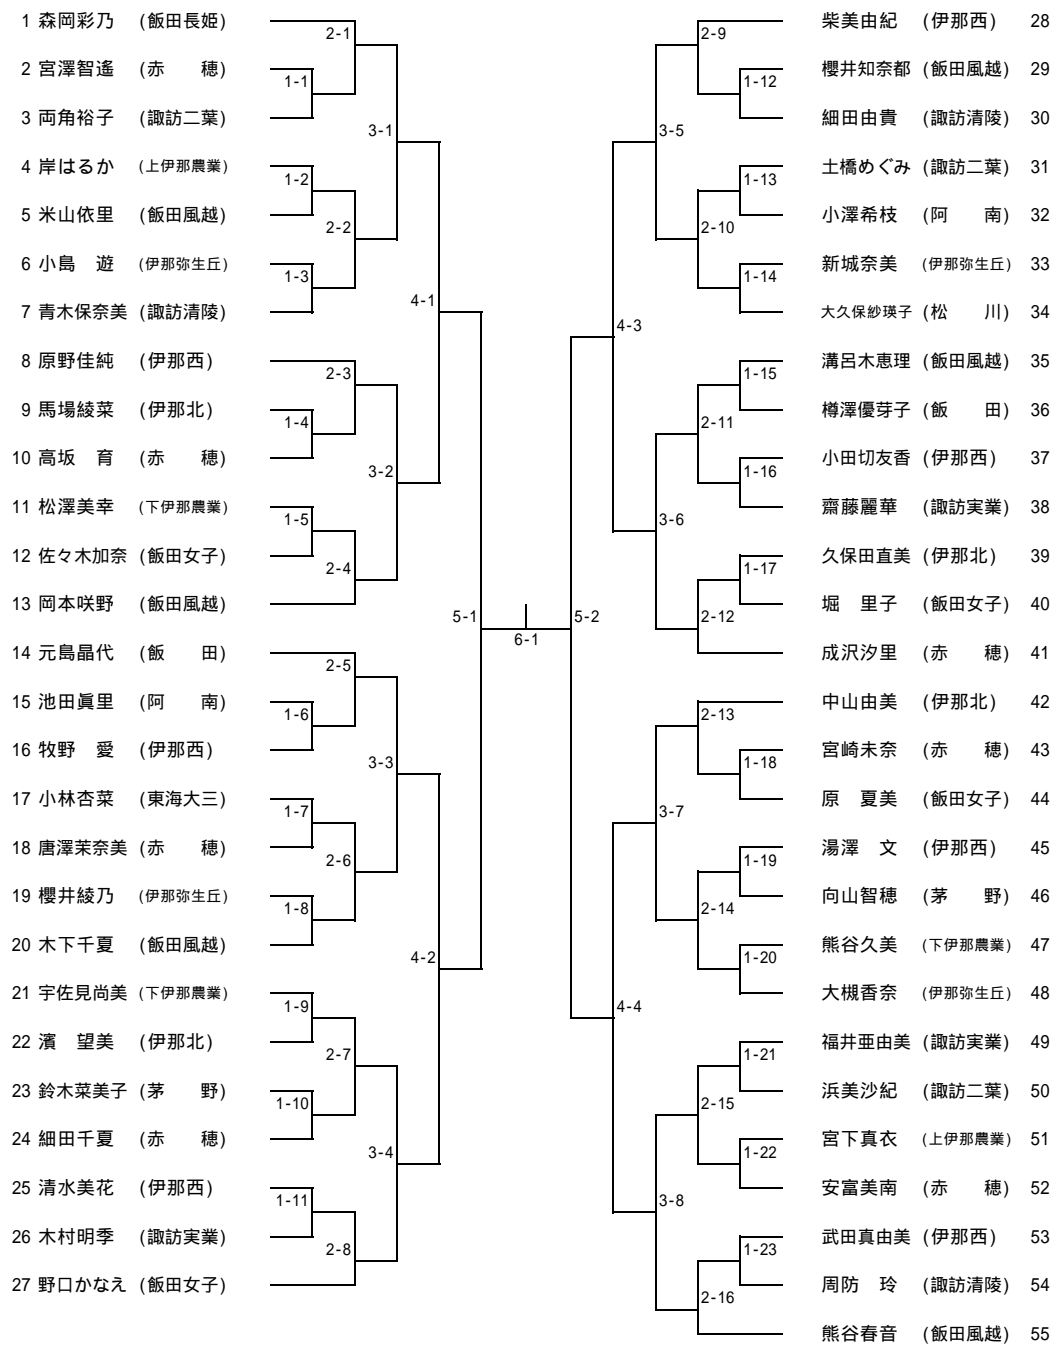 1 森岡彩乃 (飯田長姫)
2 宮澤智遙 (赤　穂)
3 両角裕子 (諏訪二葉)
4 岸はるか (上伊那農業)
5 米山依里 (飯田風越)
6 小島　遊 (伊那弥生丘)
7 青木保奈美 (諏訪清陵)
8 原野佳純 (伊那西)
9 馬場綾菜 (伊那北)
10 高坂　育 (赤　穂)
11 松澤美幸 (下伊那農業)
12 佐々木加奈 (飯田女子)
13 岡本咲野 (飯田風越)
14 元島晶代 (飯　田)
15 池田眞里 (阿　南)
16 牧野　愛 (伊那西)
17 小林杏菜 (東海大三)
18 唐澤茉奈美 (赤　穂)
19 櫻井綾乃 (伊那弥生丘)
20 木下千夏 (飯田風越)
21 宇佐見尚美 (下伊那農業)
22 濱　望美 (伊那北)
23 鈴木菜美子 (茅　野)
24 細田千夏 (赤　穂)
25 清水美花 (伊那西)
26 木村明季 (諏訪実業)
27 野口かなえ (飯田女子)
2-1
1-1
3-1
1-2
2-2
1-3
4-1
2-3
1-4
3-2
1-5
2-4
5-1
2-5
1-6
3-3
1-7
2-6
1-8
4-2
1-9
2-7
1-10
3-4
1-11
2-8
6-1
2-9
1-12
3-5
1-13
2-10
1-14
4-3
1-15
2-11
1-16
3-6
1-17
2-12
5-2
2-13
1-18
3-7
1-19
2-14
1-20
4-4
1-21
2-15
1-22
3-8
1-23
2-16
柴美由紀 (伊那西) 28
櫻井知奈都 (飯田風越) 29
細田由貴 (諏訪清陵) 30
土橋めぐみ (諏訪二葉) 31
小澤希枝 (阿　南) 32
新城奈美 (伊那弥生丘) 33
大久保紗瑛子 (松　川) 34
溝呂木恵理 (飯田風越) 35
樽澤優芽子 (飯　田) 36
小田切友香 (伊那西) 37
齋藤麗華 (諏訪実業) 38
久保田直美 (伊那北) 39
堀　里子 (飯田女子) 40
成沢汐里 (赤　穂) 41
中山由美 (伊那北) 42
宮崎未奈 (赤　穂) 43
原　夏美 (飯田女子) 44
湯澤　文 (伊那西) 45
向山智穂 (茅　野) 46
熊谷久美 (下伊那農業) 47
大槻香奈 (伊那弥生丘) 48
福井亜由美 (諏訪実業) 49
浜美沙紀 (諏訪二葉) 50
宮下真衣 (上伊那農業) 51
安富美南 (赤　穂) 52
武田真由美 (伊那西) 53
周防　玲 (諏訪清陵) 54
熊谷春音 (飯田風越) 55